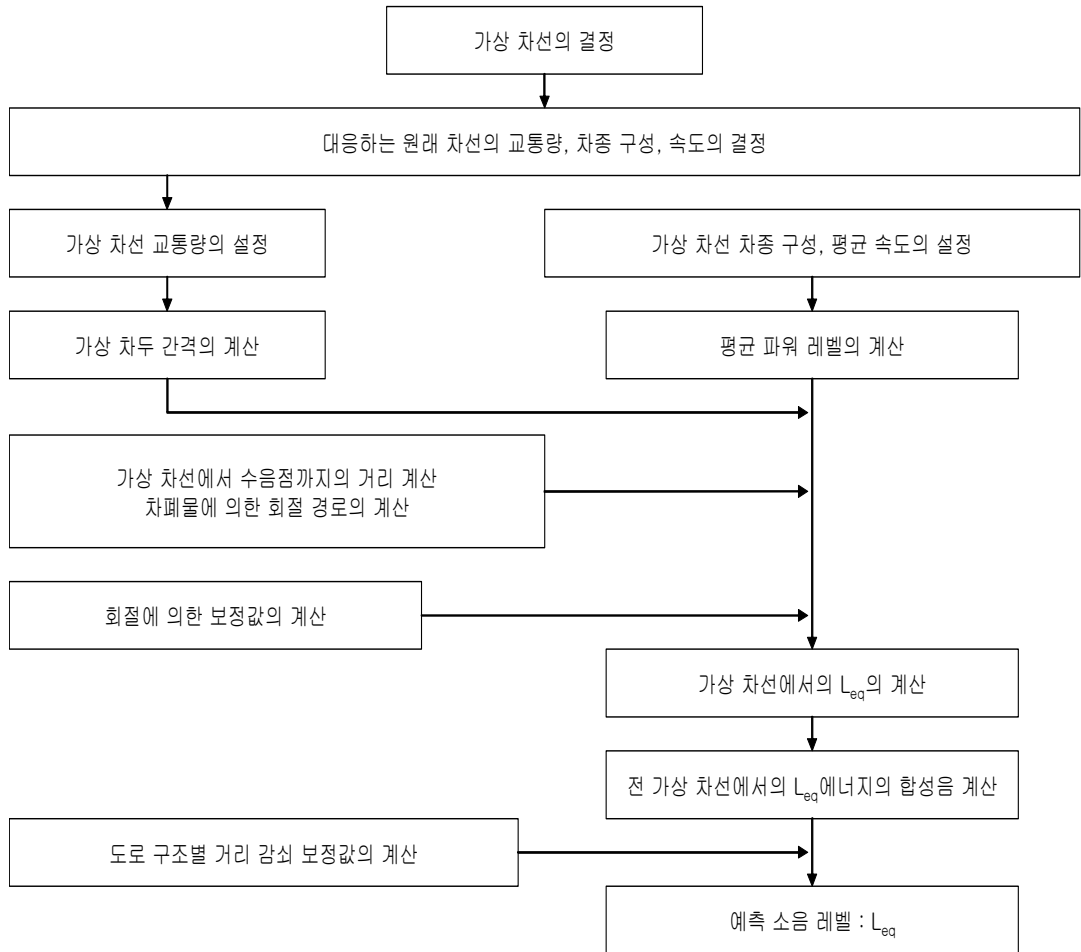 가상 차선의 결정
대응하는 원래 차선의 교통량, 차종 구성, 속도의 결정
가상 차선 교통량의 설정
가상 차선 차종 구성, 평균 속도의 설정
가상 차두 간격의 계산
평균 파워 레벨의 계산
가상 차선에서 수음점까지의 거리 계산
차폐물에 의한 회절 경로의 계산
회절에 의한 보정값의 계산
가상 차선에서의 Leq의 계산
전 가상 차선에서의 Leq에너지의 합성음 계산
도로 구조별 거리 감쇠 보정값의 계산
예측 소음 레벨 : Leq